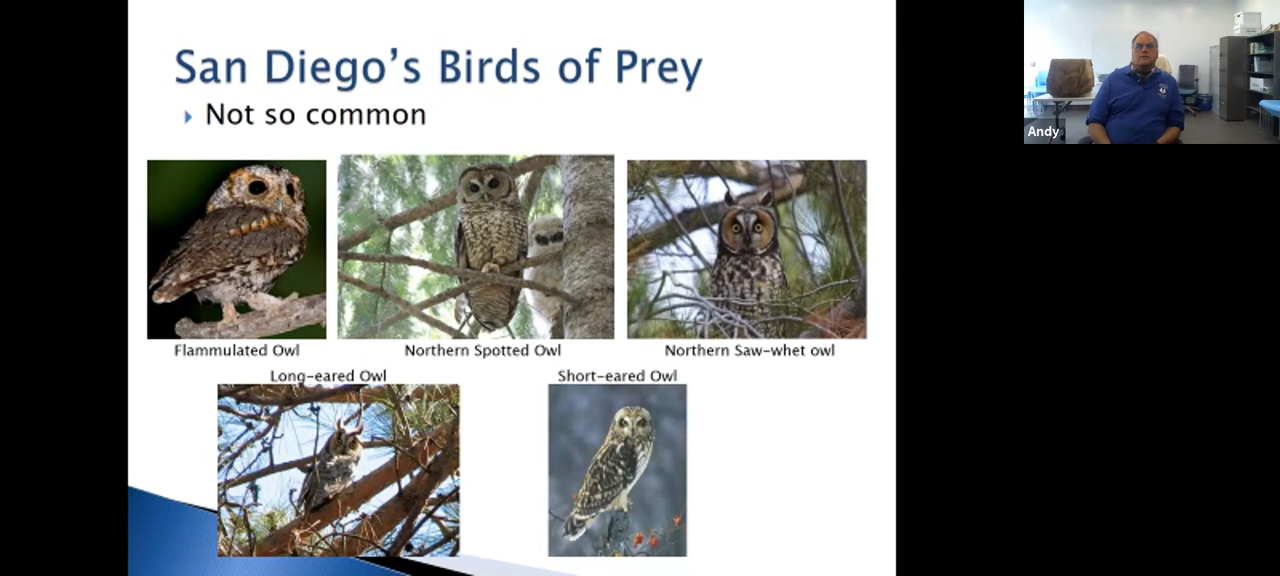 San Diego’s Birds of Prey
Not so common
Flammulated Owl
Northern Spotted Owl
Northern Saw-whet owl
Long-eared Owl
Short-eared Owl
Andy